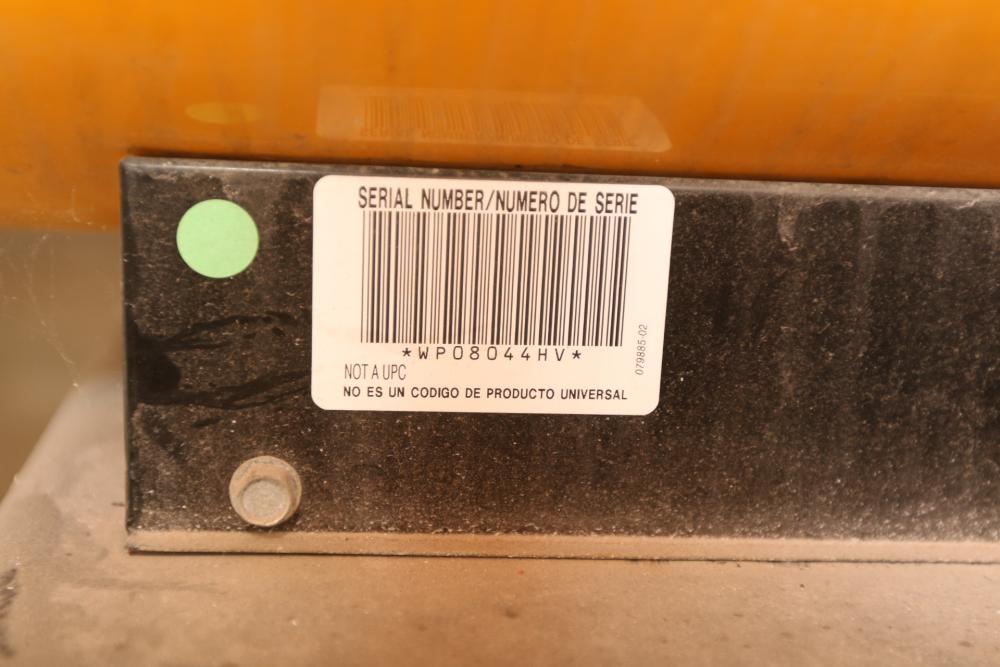 SERIAL NUMBER/NUMERO DE SERIE
*WP08044HV*
NOT A UPC
NO ES UN CODIGO DE PRODUCTO UNIVERSAL
079885-02